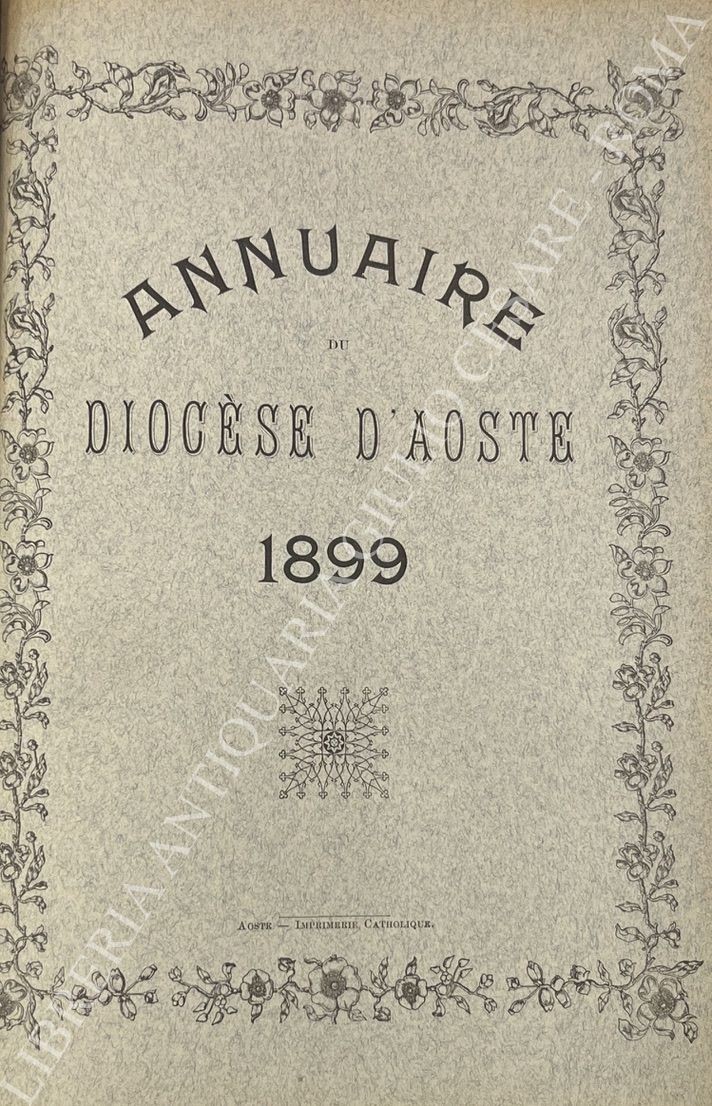 ANNUAIRE
DU
DIOCÈSE D'AOSTE
1899
AOSTE — IMPRIMERIE CATHOLIQUE.
LIBRERIA ANTIQUARIA GIULIO CESARE - ROMA